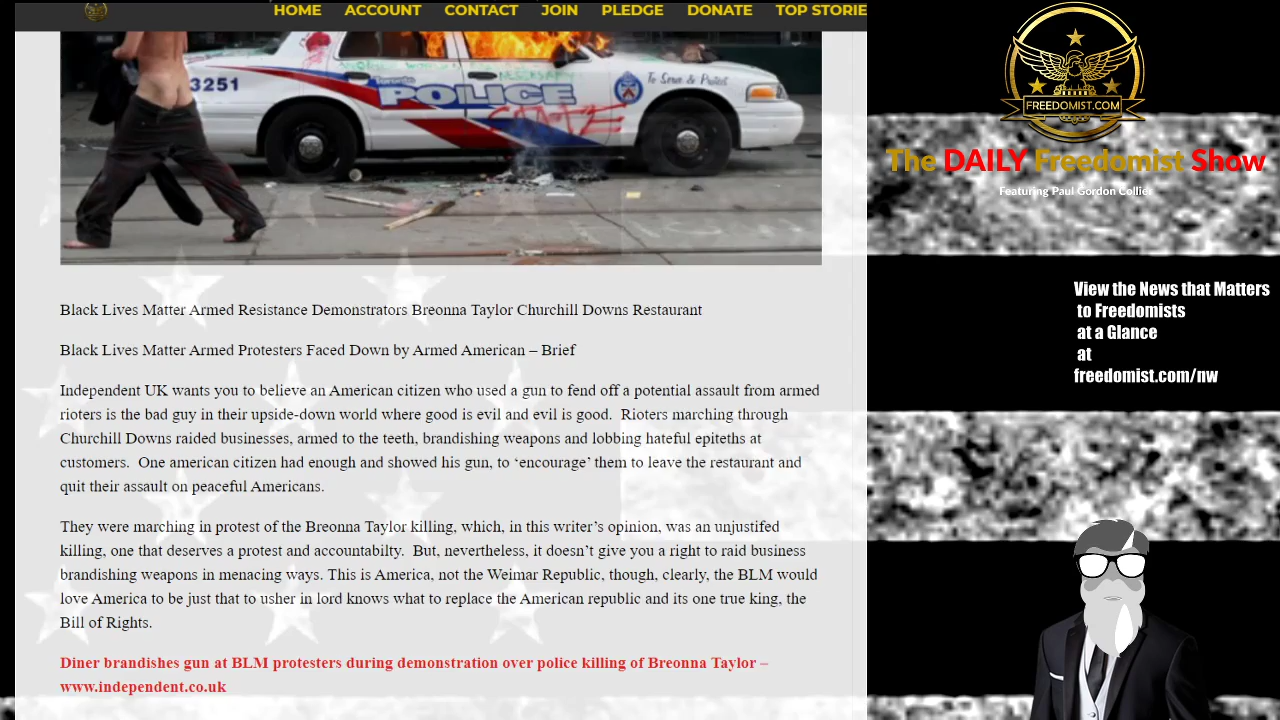 HOME ACCOUNT CONTACT JOIN PLEDGE DONATE TOP STORIE
3251
Toronto
POLICE
To Serve & Protect
FREEDOMIST.COM
The DAILY Freedomist Show
Featuring Paul Gordon Collier
View the News that Matters
to Freedomists
at a Glance
at
freedomist.com/nw
Black Lives Matter Armed Resistance Demonstrators Breonna Taylor Churchill Downs Restaurant
Black Lives Matter Armed Protesters Faced Down by Armed American – Brief
Independent UK wants you to believe an American citizen who used a gun to fend off a potential assault from armed
rioters is the bad guy in their upside-down world where good is evil and evil is good.  Rioters marching through
Churchill Downs raided businesses, armed to the teeth, brandishing weapons and lobbing hateful epiteths at
customers.  One american citizen had enough and showed his gun, to ‘encourage’ them to leave the restaurant and
quit their assault on peaceful Americans.
They were marching in protest of the Breonna Taylor killing, which, in this writer’s opinion, was an unjustifed
killing, one that deserves a protest and accountabilty.  But, nevertheless, it doesn’t give you a right to raid business
brandishing weapons in menacing ways. This is America, not the Weimar Republic, though, clearly, the BLM would
love America to be just that to usher in lord knows what to replace the American republic and its one true king, the
Bill of Rights.
Diner brandishes gun at BLM protesters during demonstration over police killing of Breonna Taylor –
www.independent.co.uk